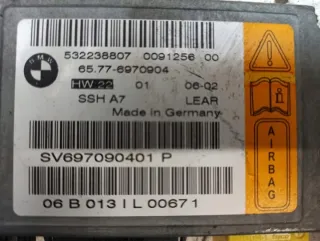 BMW
532238807 0091256 00
65.77-6970904
HW 22 01 06-02
SSH A7 LEAR
Made in Germany
SV697090401 P
06 B 013 I L 00671
AIRBAG